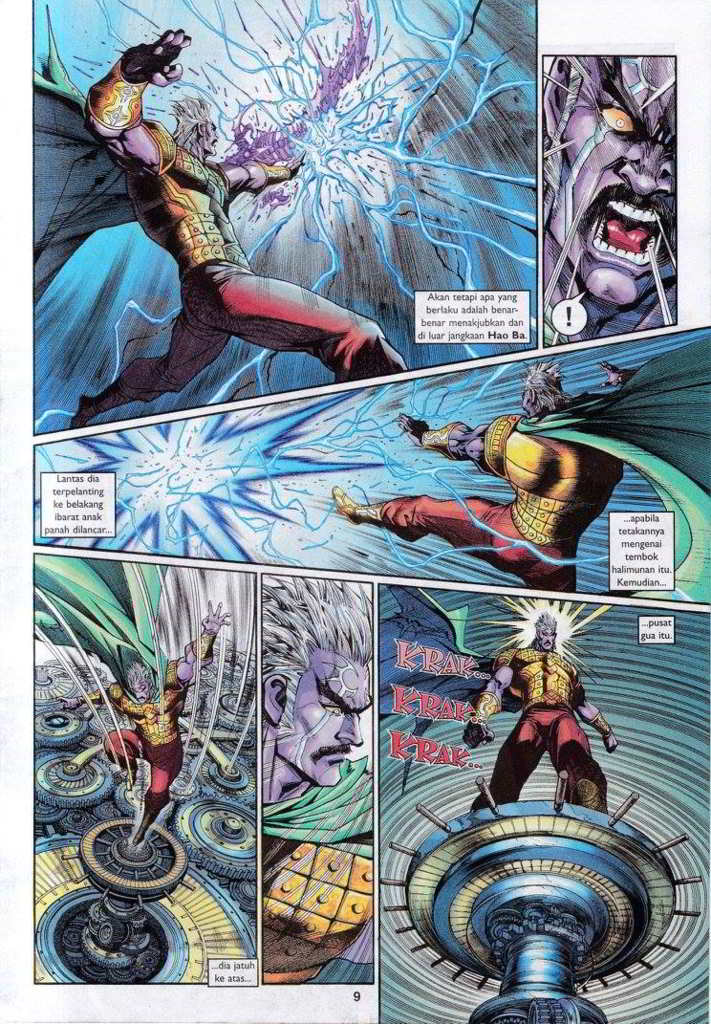 Akan tetapi apa yang
berlaku adalah benar-
benar menakjubkan dan
di luar jangkaan Hao Ba.
!
Lantas dia
terpelanting
ke belakang
ibarat anak
panah dilancar...
...apabila
tetakannya
mengenai
tembok
halimunan itu.
Kemudian...
...dia jatuh
ke atas...
...pusat
gua itu.
KRAK...
KRAK...
KRAK...
9